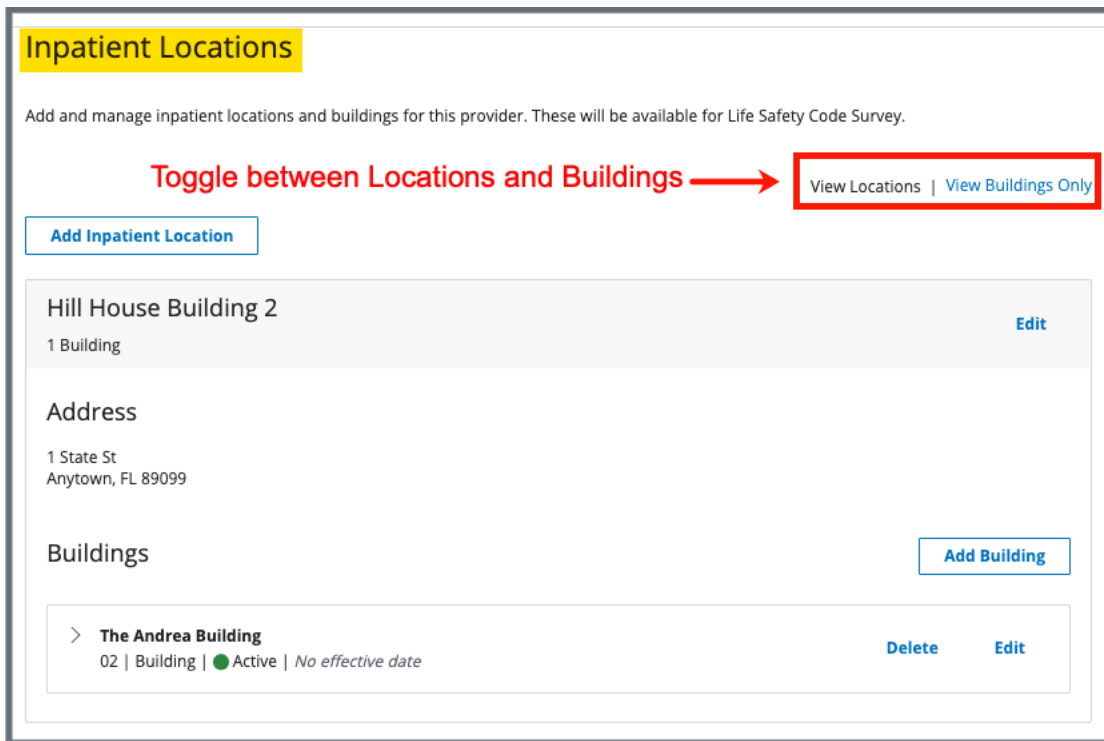 Inpatient Locations
Add and manage inpatient locations and buildings for this provider. These will be available for Life Safety Code Survey.
Toggle between Locations and Buildings
View Locations | View Buildings Only
Add Inpatient Location
Hill House Building 2
Edit
1 Building
Address
1 State St
Anytown, FL 89099
Buildings
Add Building
The Andrea Building
02 | Building | Active | No effective date
Delete Edit